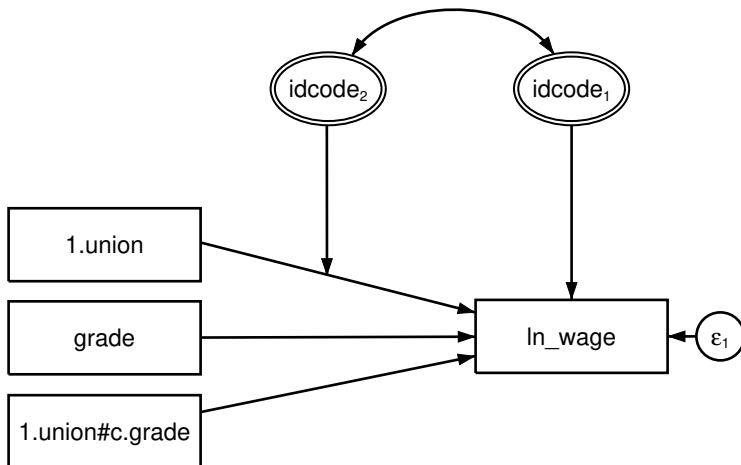 idcode₂
idcode₁
1.union
grade
ln_wage
ε₁
1.union#c.grade